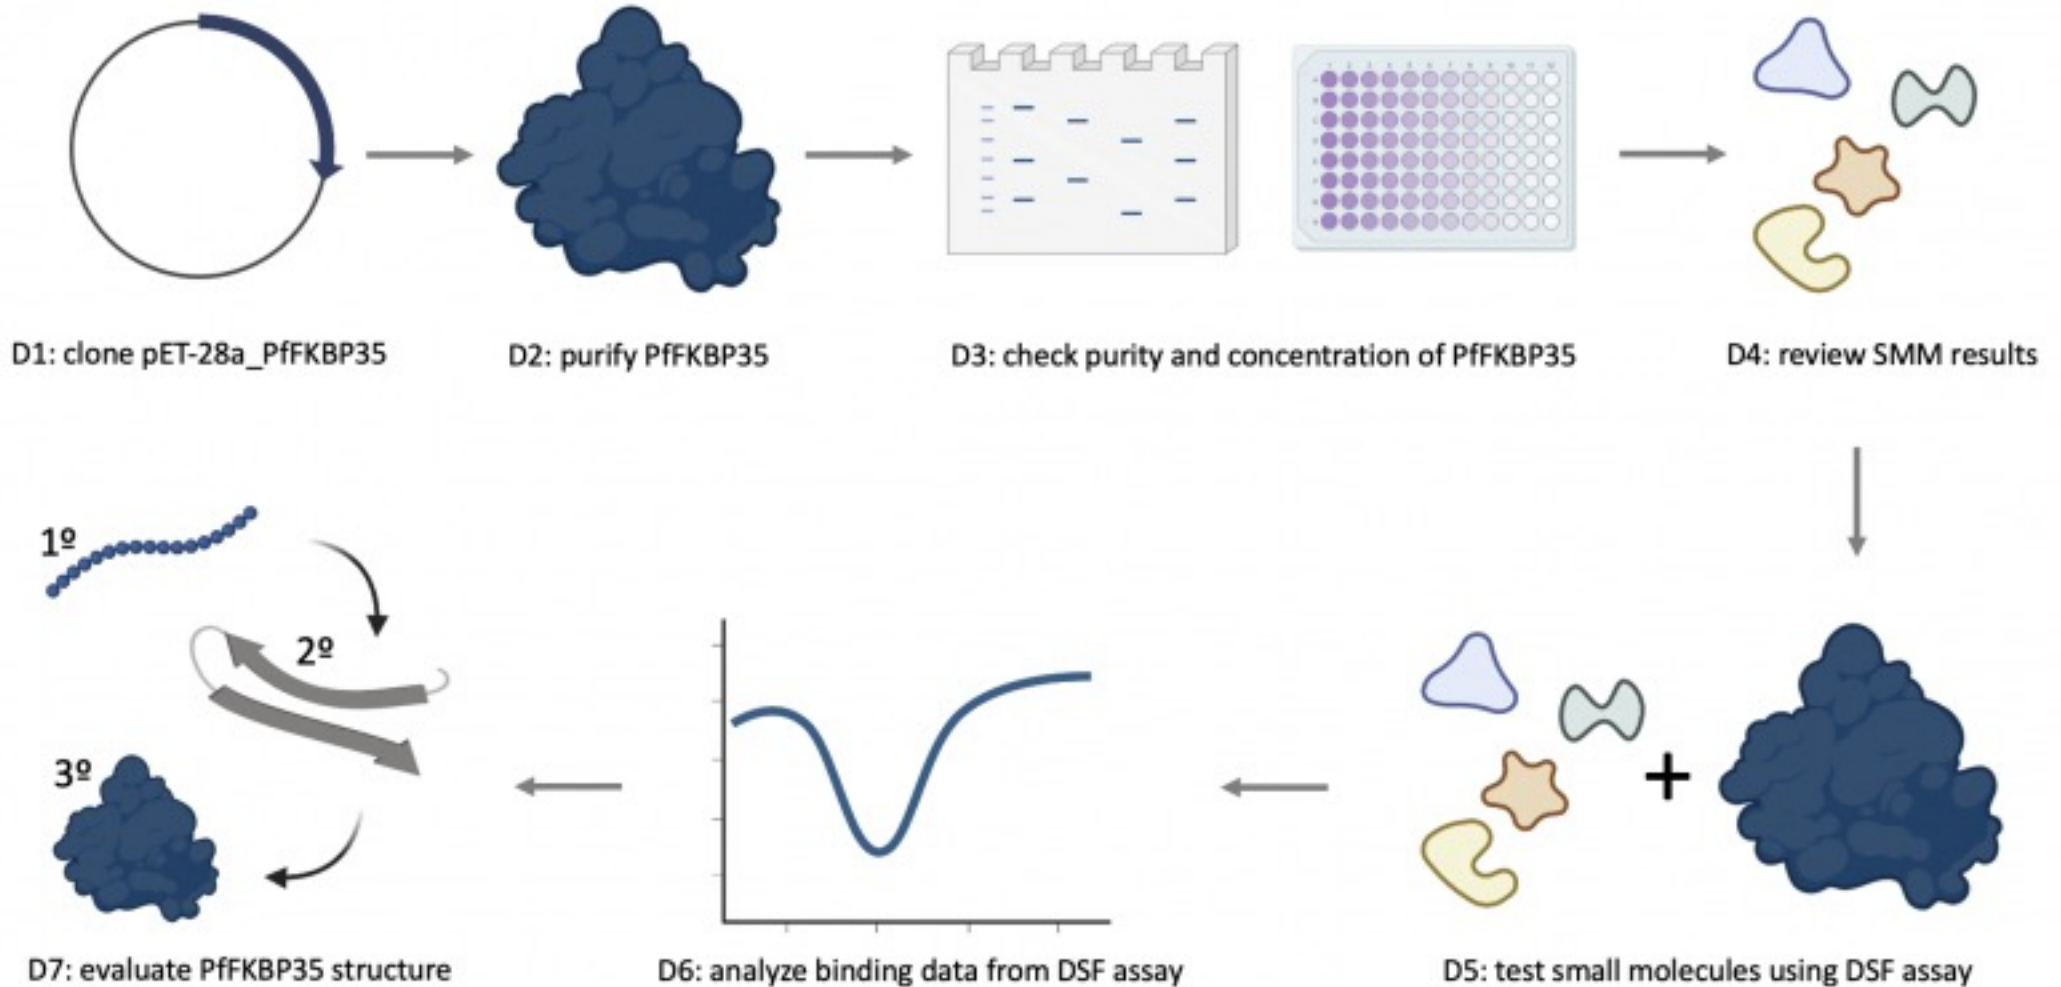 D1: clone pET-28a_PfFKBP35
D2: purify PfFKBP35
D3: check purity and concentration of PfFKBP35
D4: review SMM results
1º
2º
3º
D7: evaluate PfFKBP35 structure
D6: analyze binding data from DSF assay
+
D5: test small molecules using DSF assay